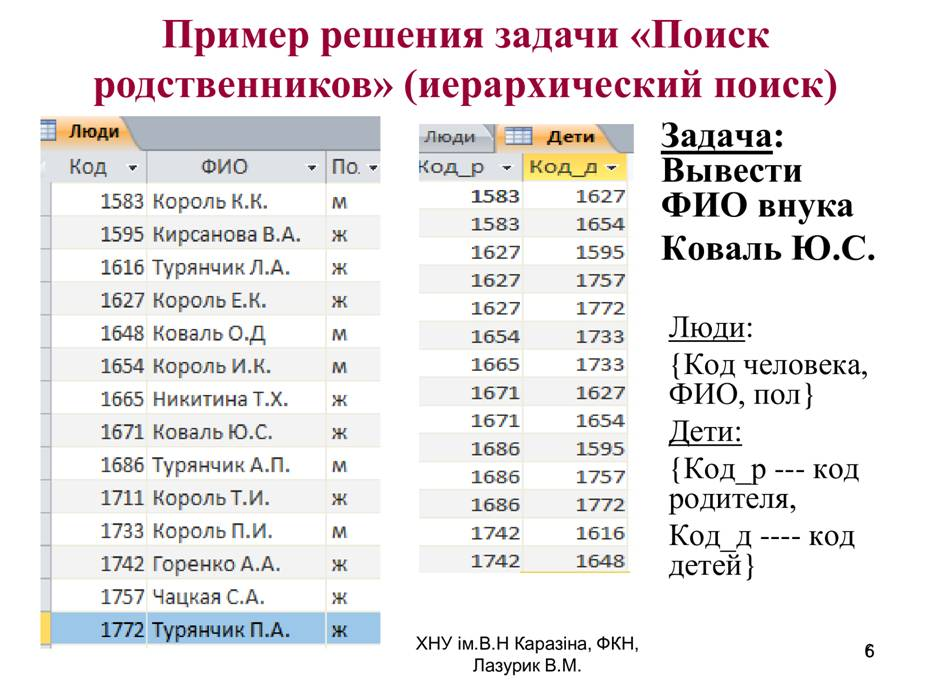 Пример решения задачи «Поиск
родственников» (иерархический поиск)
Люди
Код ФИО По
1583 Король К.К. м
1595 Кирсанова В.А. ж
1616 Турянчик Л.А. ж
1627 Король Е.К. ж
1648 Коваль О.Д м
1654 Король И.К. м
1665 Никитина Т.Х. ж
1671 Коваль Ю.С. ж
1686 Турянчик А.П. м
1711 Король Т.И. ж
1733 Король П.И. м
1742 Горенко А.А. ж
1757 Чацкая С.А. ж
1772 Турянчик П.А. ж
Люди Дети
Код_р Код_д
1583 1627
1583 1654
1627 1595
1627 1757
1627 1772
1654 1733
1665 1733
1671 1627
1671 1654
1686 1595
1686 1757
1686 1772
1742 1616
1742 1648
Задача:
Вывести
ФИО внука
Коваль Ю.С.
Люди:
{Код человека,
ФИО, пол}
Дети:
{Код_р --- код
родителя,
Код_д ---- код
детей}
ХНУ ім.В.Н Каразіна, ФКН,
Лазурик В.М.
6